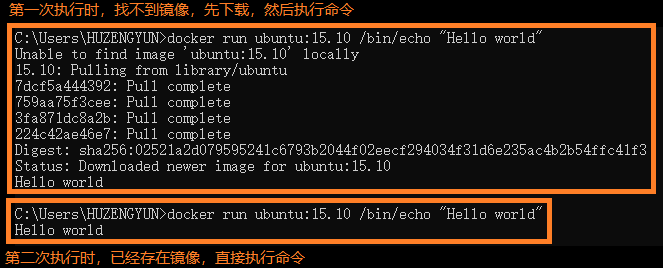 第一次执行时，找不到镜像，先下载，然后执行命令
C:\Users\HUZENGYUN>docker run ubuntu:15.10 /bin/echo "Hello world"
Unable to find image 'ubuntu:15.10' locally
15.10: Pulling from library/ubuntu
7dcf5a444392: Pull complete
759aa75f3cee: Pull complete
3fa871dc8a2b: Pull complete
224c42ae46e7: Pull complete
Digest: sha256:02521a2d079595241c6793b2044f02eecf294034f31d6e235ac4b2b54ffc41f3
Status: Downloaded newer image for ubuntu:15.10
Hello world
C:\Users\HUZENGYUN>docker run ubuntu:15.10 /bin/echo "Hello world"
Hello world
第二次执行时，已经存在镜像，直接执行命令